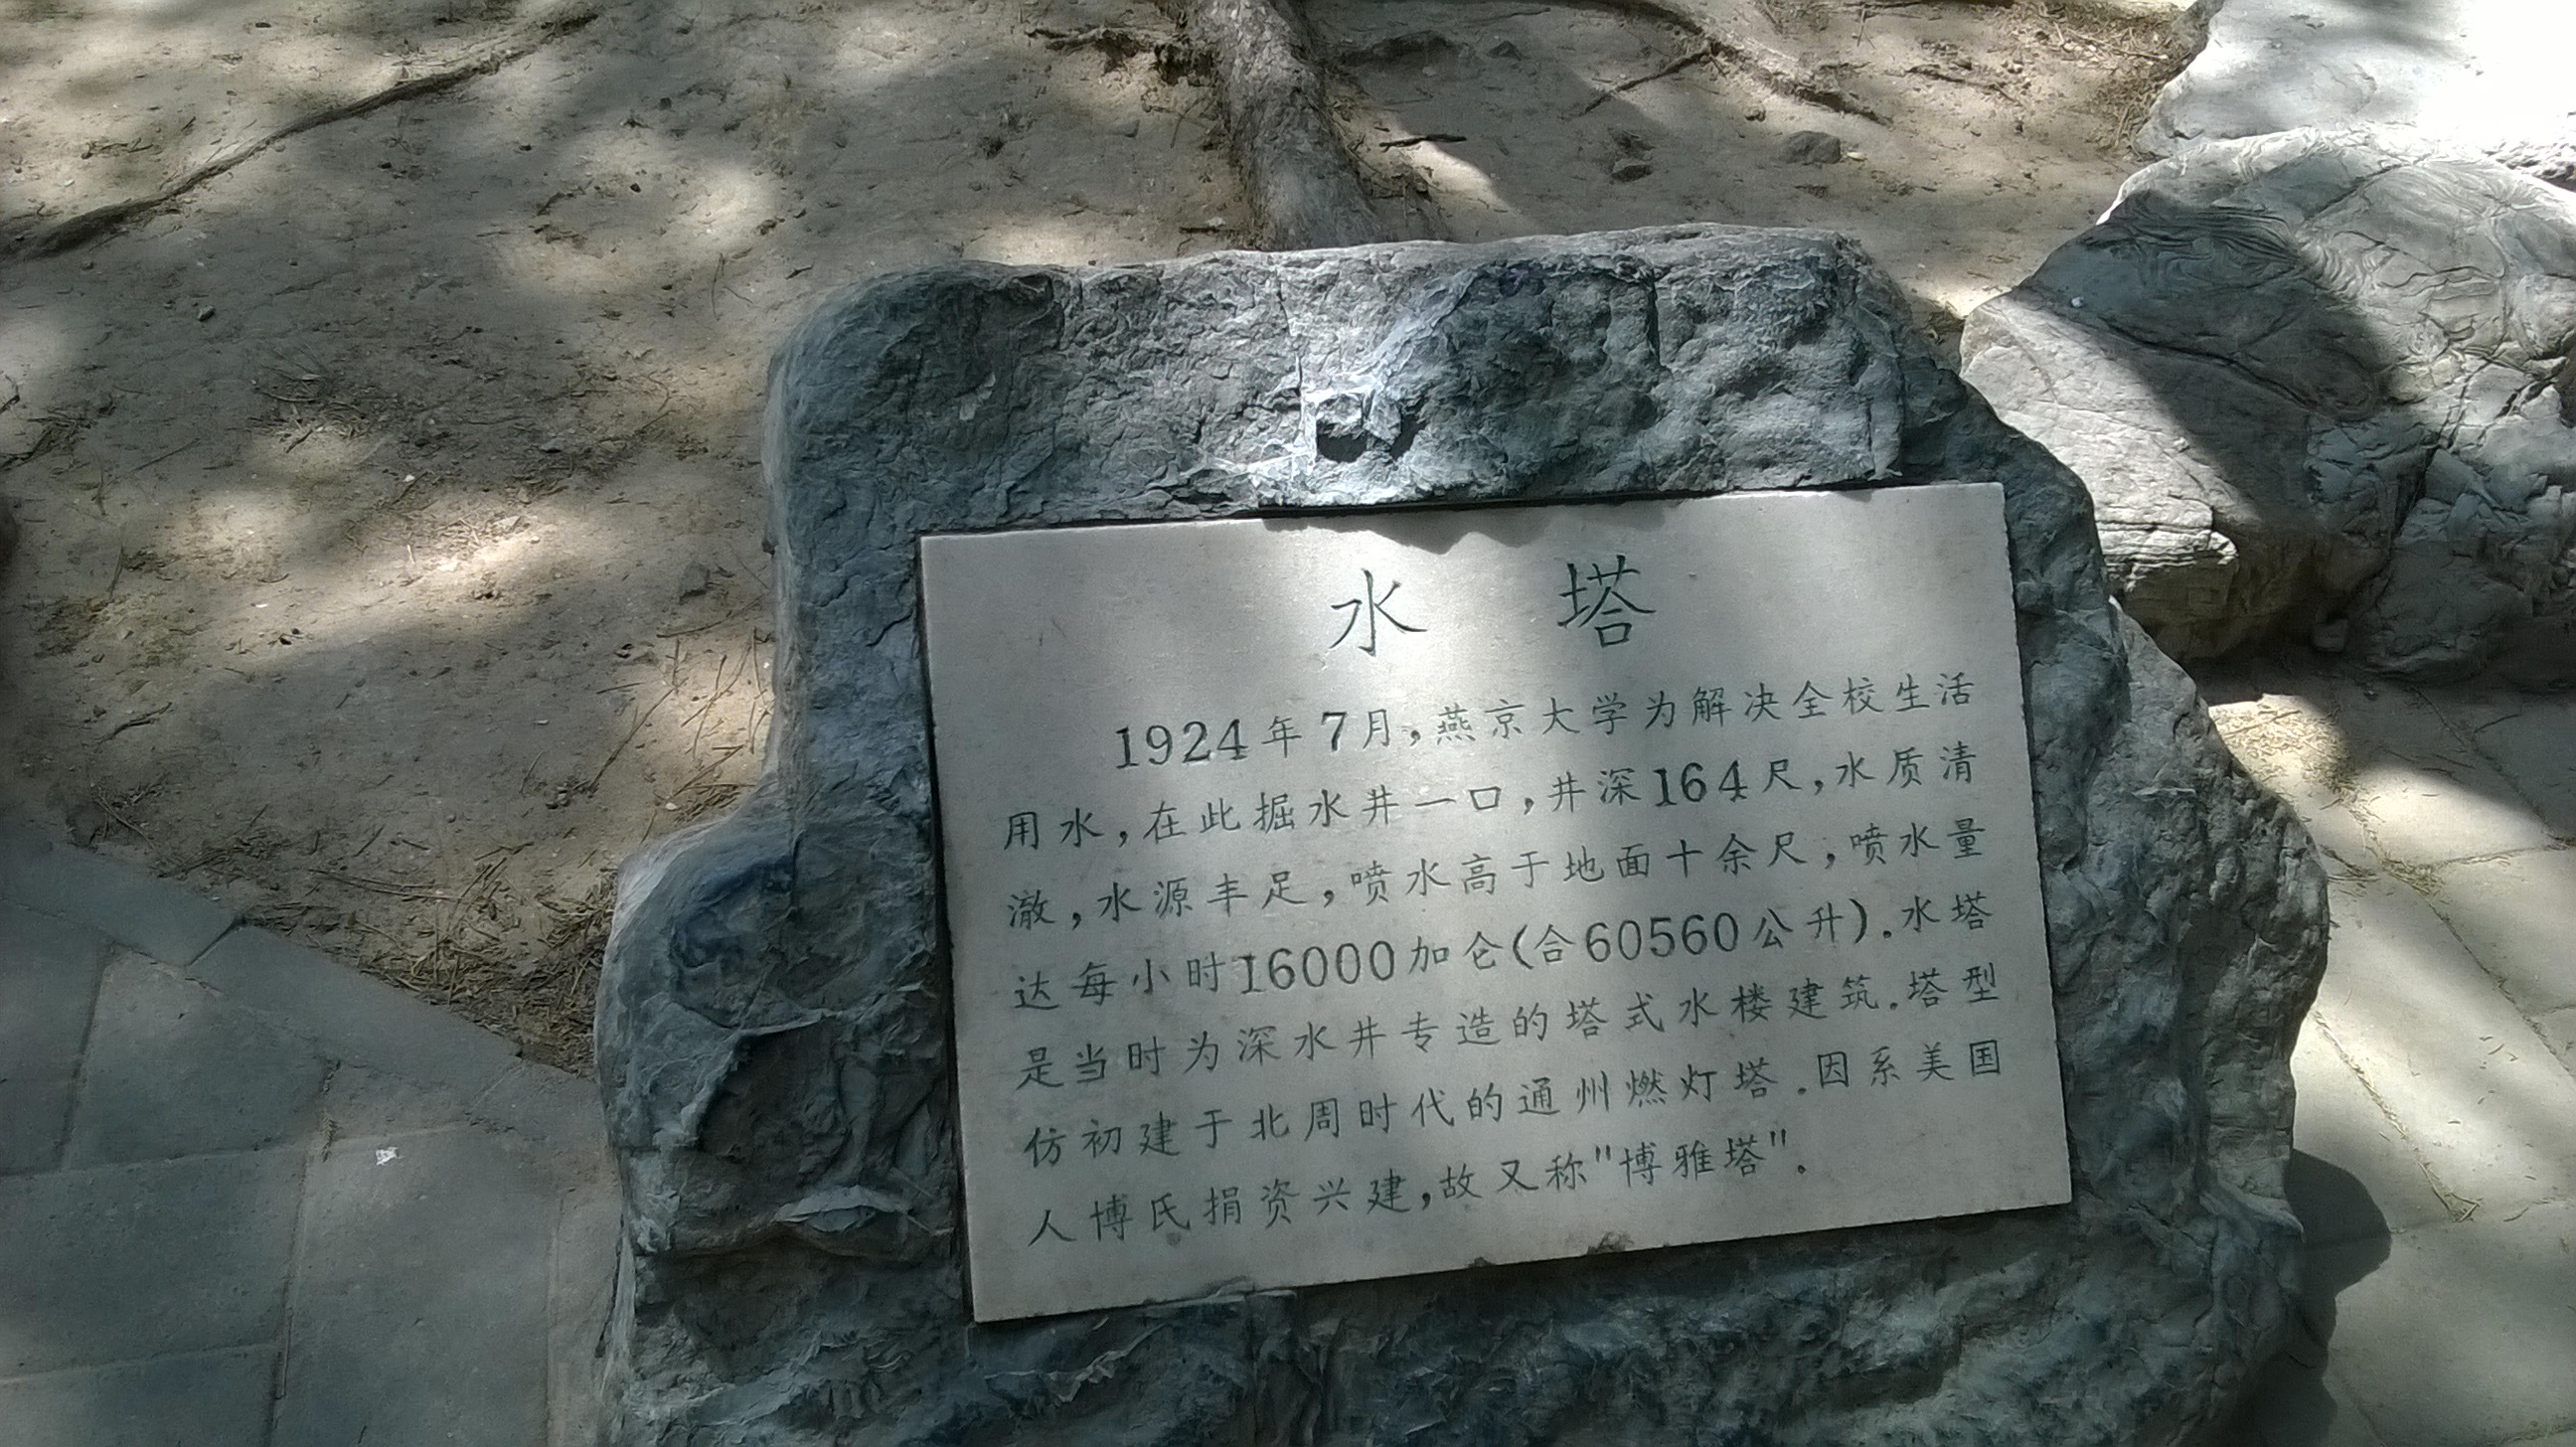 水 塔
1924年7月,燕京大学为解决全校生活
用水,在此掘水井一口,井深164尺,水质清
澈,水源丰足,喷水高于地面十余尺,喷水量
达每小时16000加仑(合60560公升).水塔
是当时为深水井专造的塔式水楼建筑.塔型
仿初建于北周时代的通州燃灯塔.因系美国
人博氏捐资兴建,故又称"博雅塔".